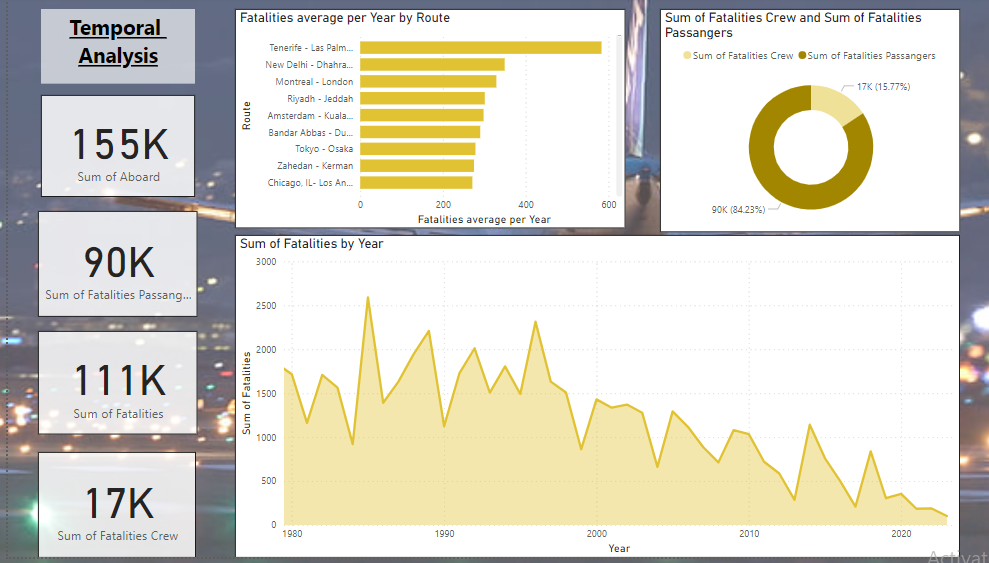 Temporal
Analysis
155K
Sum of Aboard
90K
Sum of Fatalities Passang...
111K
Sum of Fatalities
17K
Sum of Fatalities Crew
Fatalities average per Year by Route
Route
Tenerife - Las Palm...
New Delhi - Dhahra...
Montreal - London
Riyadh - Jeddah
Amsterdam - Kuala...
Bandar Abbas - Du...
Tokyo - Osaka
Zahedan - Kerman
Chicago, IL- Los An...
0 200 400 600
Fatalities average per Year
Sum of Fatalities Crew and Sum of Fatalities
Passangers
Sum of Fatalities Crew Sum of Fatalities Passangers
17K (15.77%)
90K (84.23%)
Sum of Fatalities by Year
Sum of Fatalities
3000
2500
2000
1500
1000
500
0
1980 1990 2000 2010 2020
Year
Activat